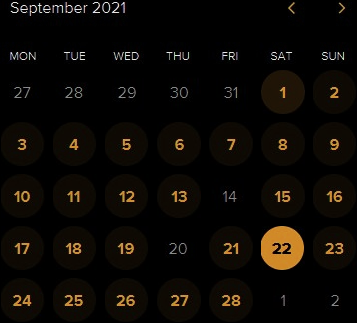 September 2021
MON TUE WED THU FRI SAT SUN
27 28 29 30 31 1 2
3 4 5 6 7 8 9
10 11 12 13 14 15 16
17 18 19 20 21 22 23
24 25 26 27 28 1 2